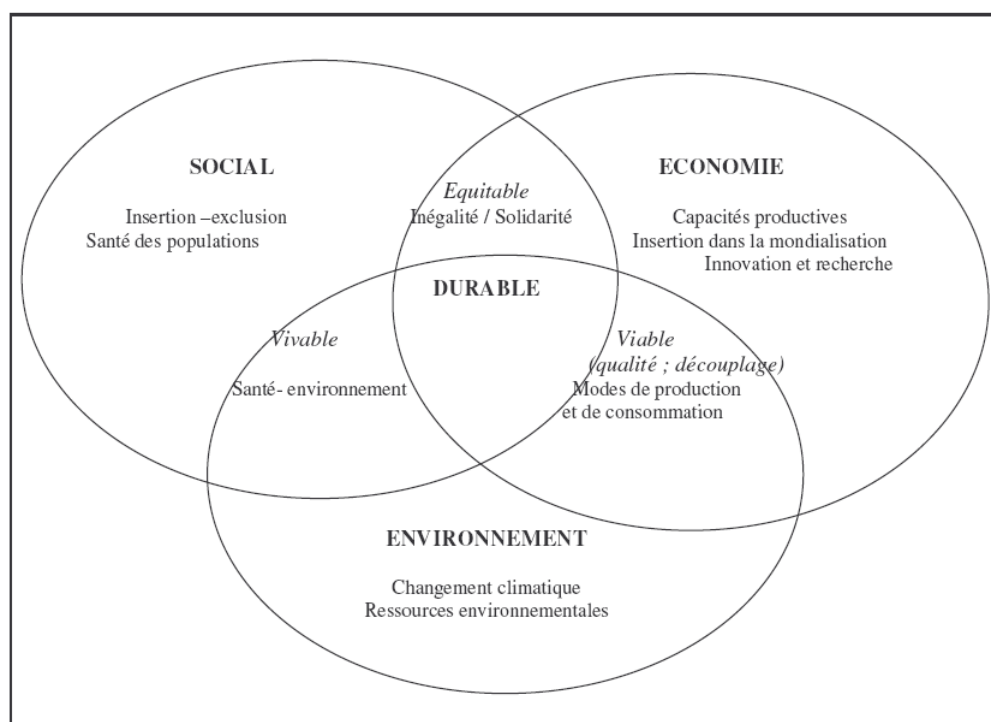 SOCIAL
Insertion –exclusion
Santé des populations
Equitable
Inégalité / Solidarité
ECONOMIE
Capacités productives
Insertion dans la mondialisation
Innovation et recherche
DURABLE
Vivable
Santé- environnement
Viable
(qualité ; découplage)
Modes de production
et de consommation
ENVIRONNEMENT
Changement climatique
Ressources environnementales